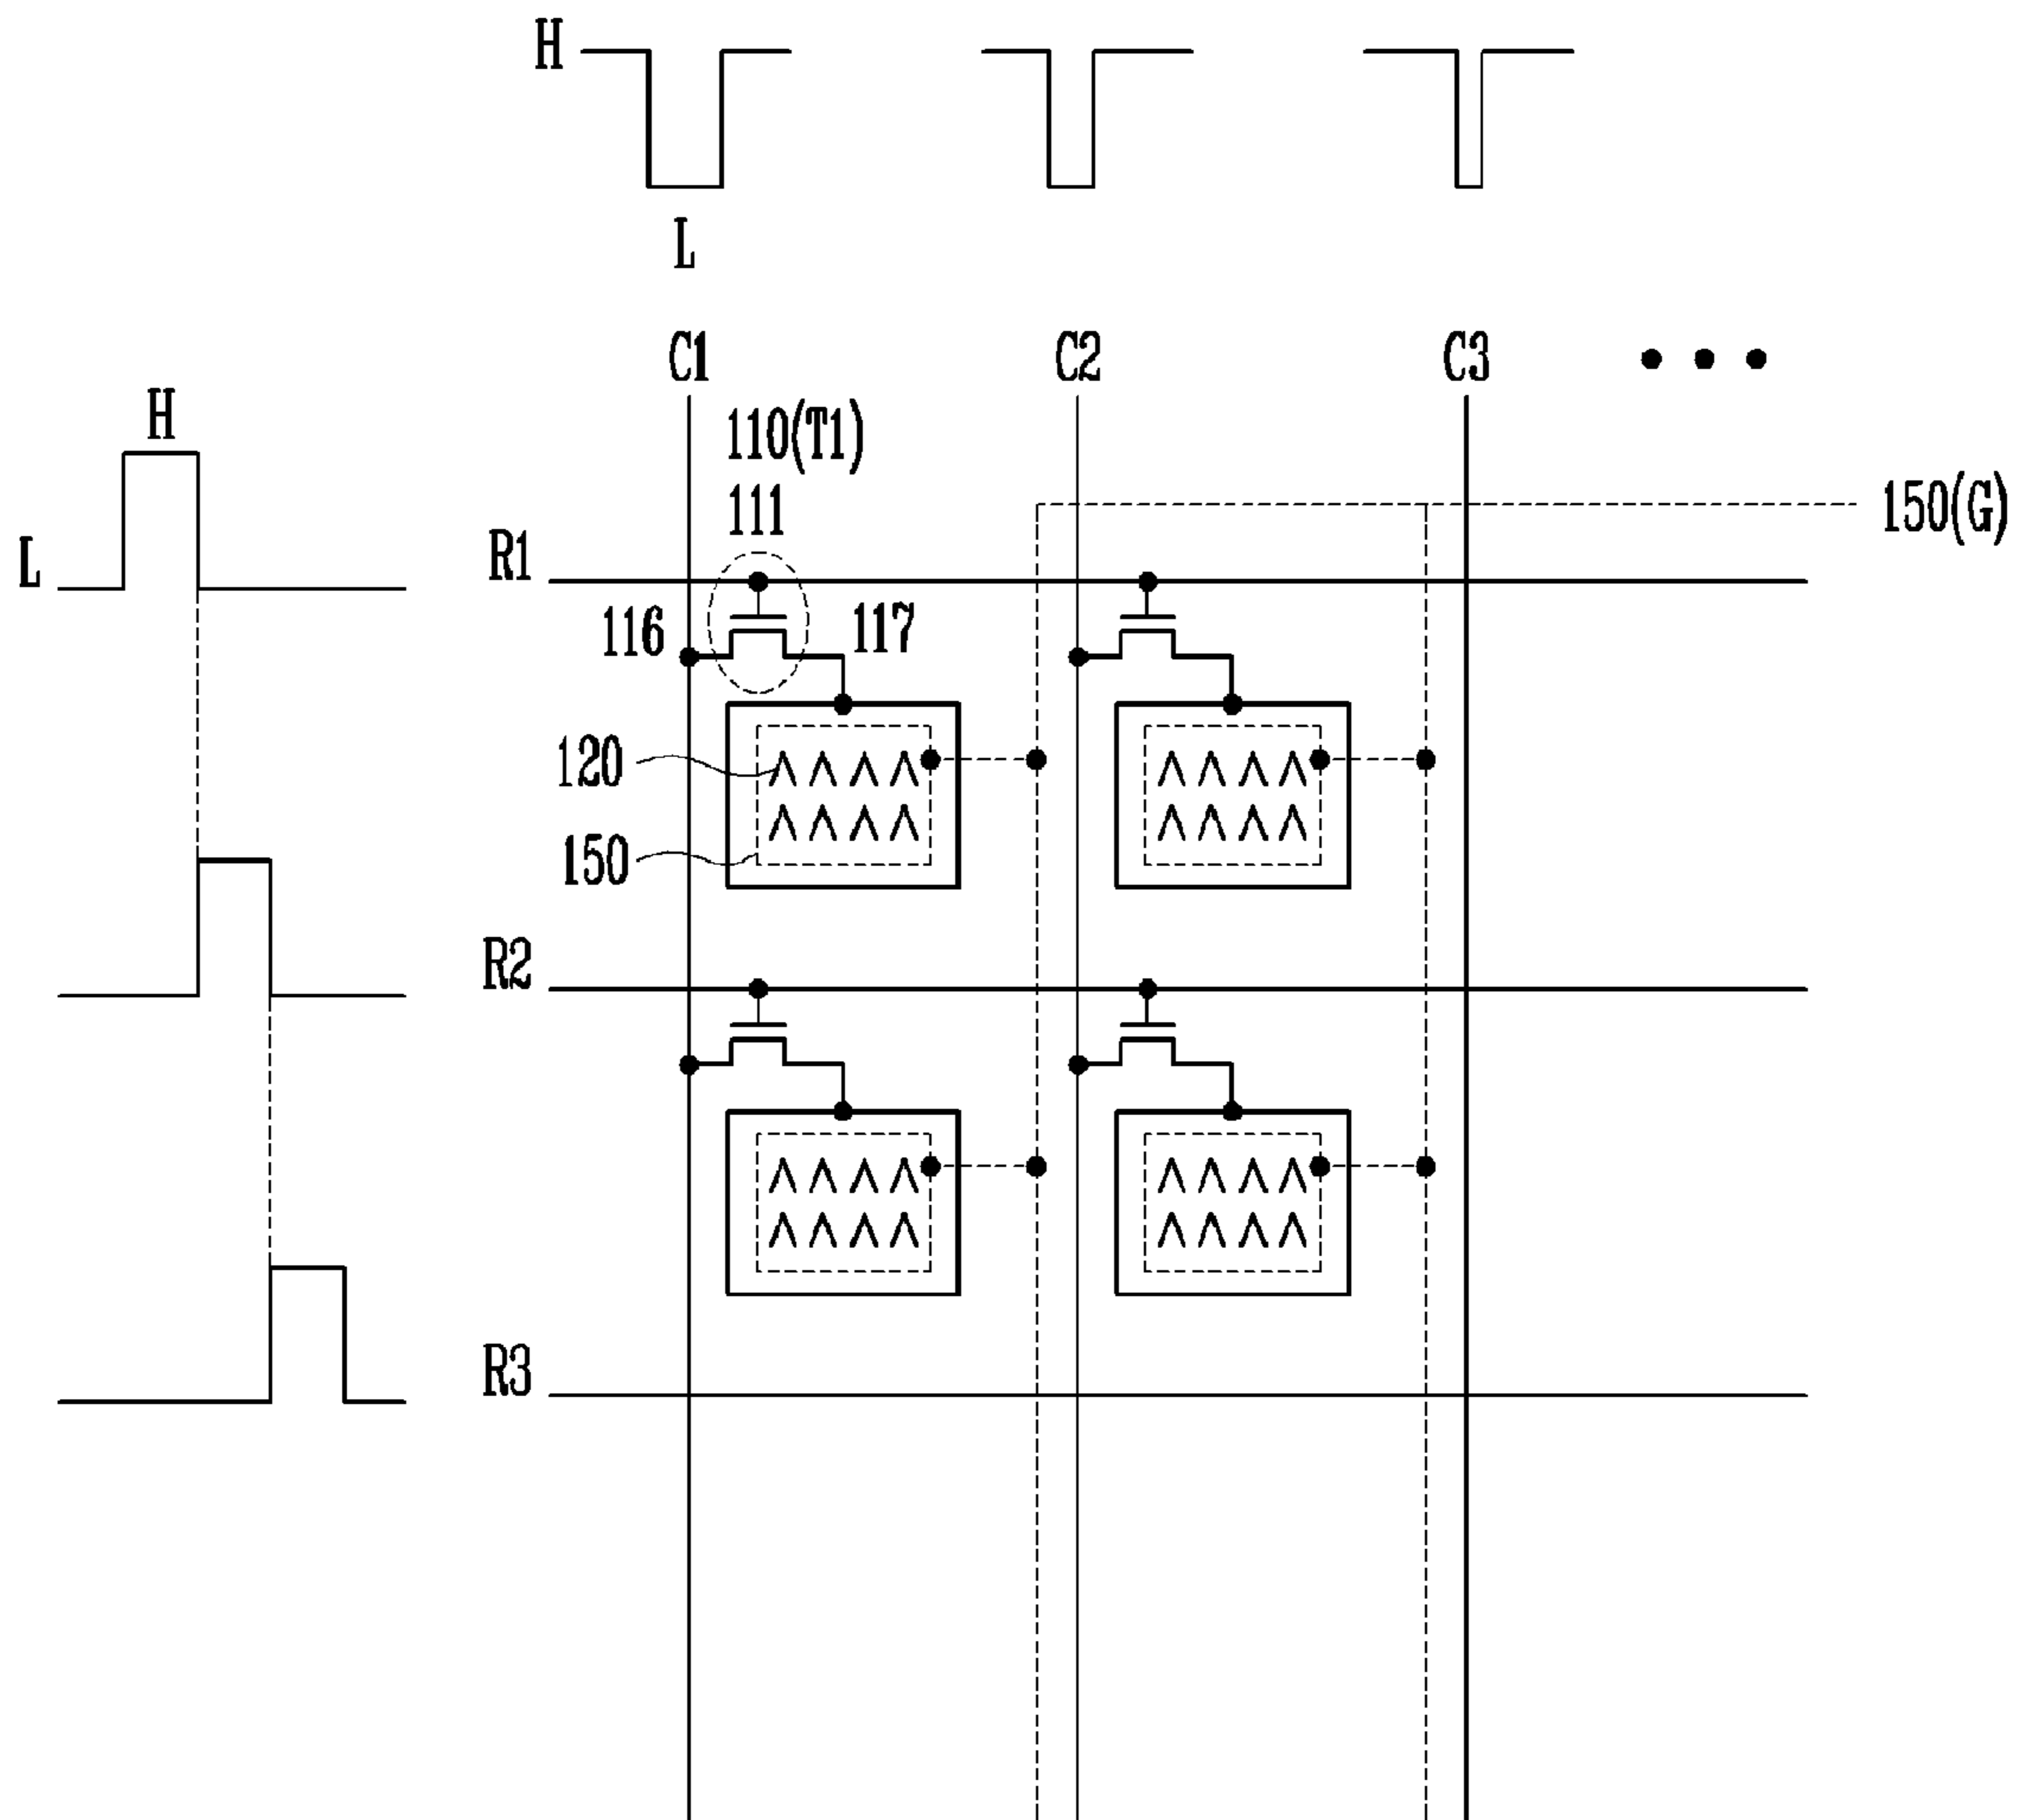 H
L
C1 C2 C3 • • •
H
110(T1)
111
150(G)
L
R1
116 117
120
150
R2
R3